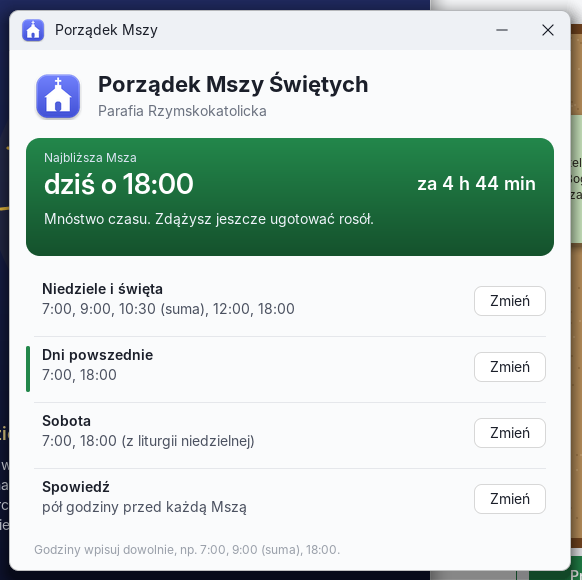 Porządek Mszy
Porządek Mszy Świętych
Parafia Rzymskokatolicka
Najbliższa Msza
dziś o 18:00
za 4 h 44 min
Mnóstwo czasu. Zdążysz jeszcze ugotować rosół.
Niedziele i święta
7:00, 9:00, 10:30 (suma), 12:00, 18:00
Zmień
Dni powszednie
7:00, 18:00
Zmień
Sobota
7:00, 18:00 (z liturgii niedzielnej)
Zmień
Spowiedź
pół godziny przed każdą Mszą
Zmień
Godziny wpisuj dowolnie, np. 7:00, 9:00 (suma), 18:00.